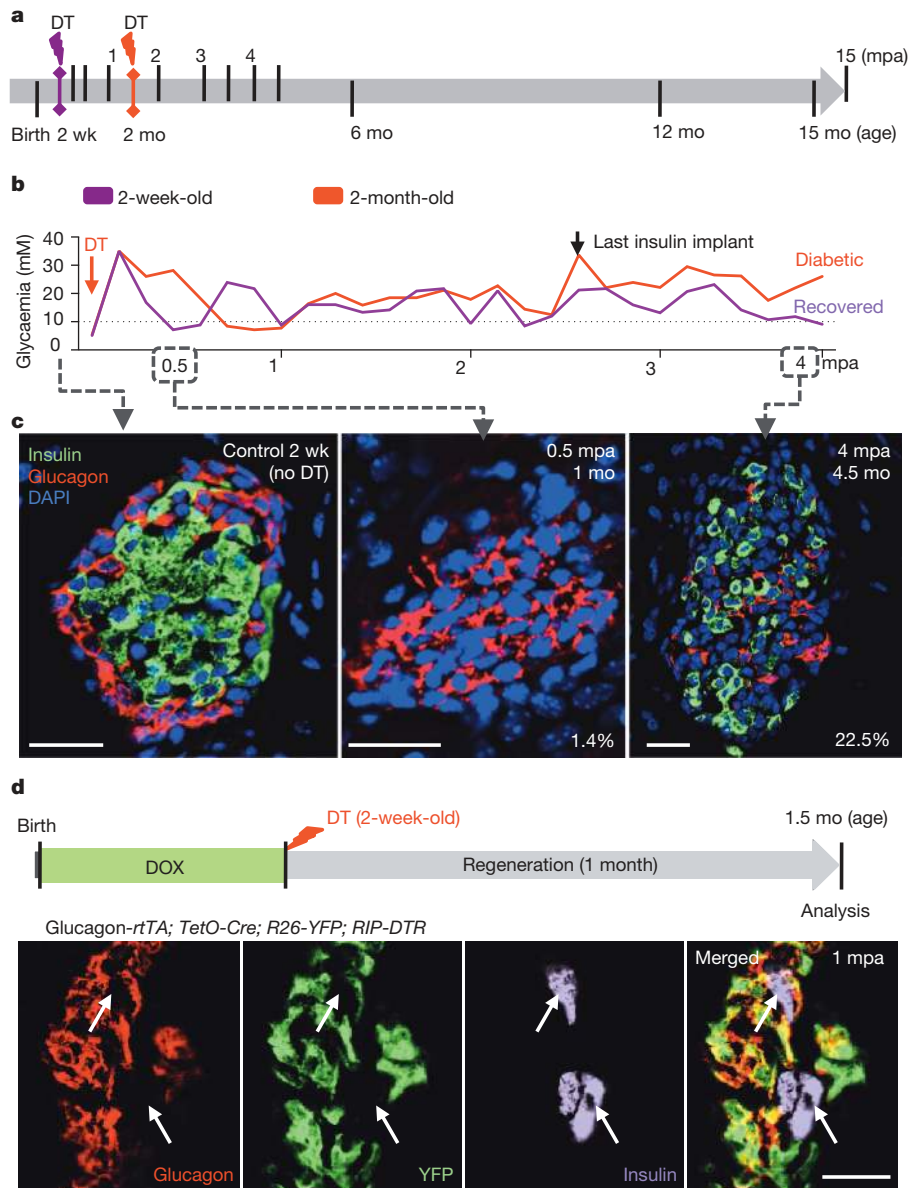 a
DT DT
1 2 3 4 15 (mpa)
Birth 2 wk 2 mo 6 mo 12 mo 15 mo (age)
b
2-week-old 2-month-old
Glycaemia (mM)
40
30
20
10
0
DT
Last insulin implant
Diabetic
Recovered
0.5 1 2 3 4 mpa
c
Insulin
Glucagon
DAPI
Control 2 wk
(no DT)
0.5 mpa
1 mo
1.4%
4 mpa
4.5 mo
22.5%
d
Birth
DT (2-week-old)
1.5 mo (age)
DOX
Regeneration (1 month)
Analysis
Glucagon-rtTA; TetO-Cre; R26-YFP; RIP-DTR
Glucagon
YFP
Insulin
Merged 1 mpa